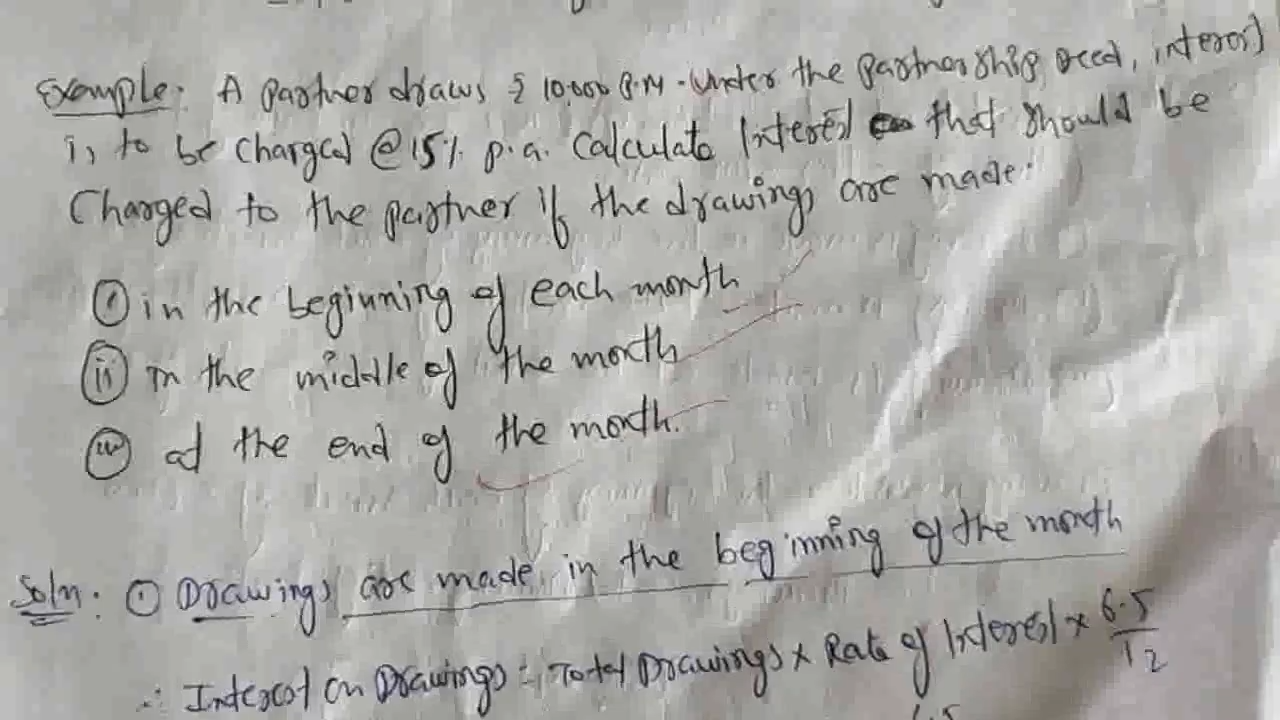 Example: A partner draws ₹ 10,000 P.M. Under the partnership deed, interest
is to be charged @ 15% p.a. Calculate Interest that should be
Charged to the partner if the drawings are made:
(i) in the beginning of each month
(ii) in the middle of the month
(iii) at the end of the month.
Soln: (i) Drawings are made in the beginning of the month
∴ Interest on Drawings = Total Drawings × Rate of Interest × 6.5/12